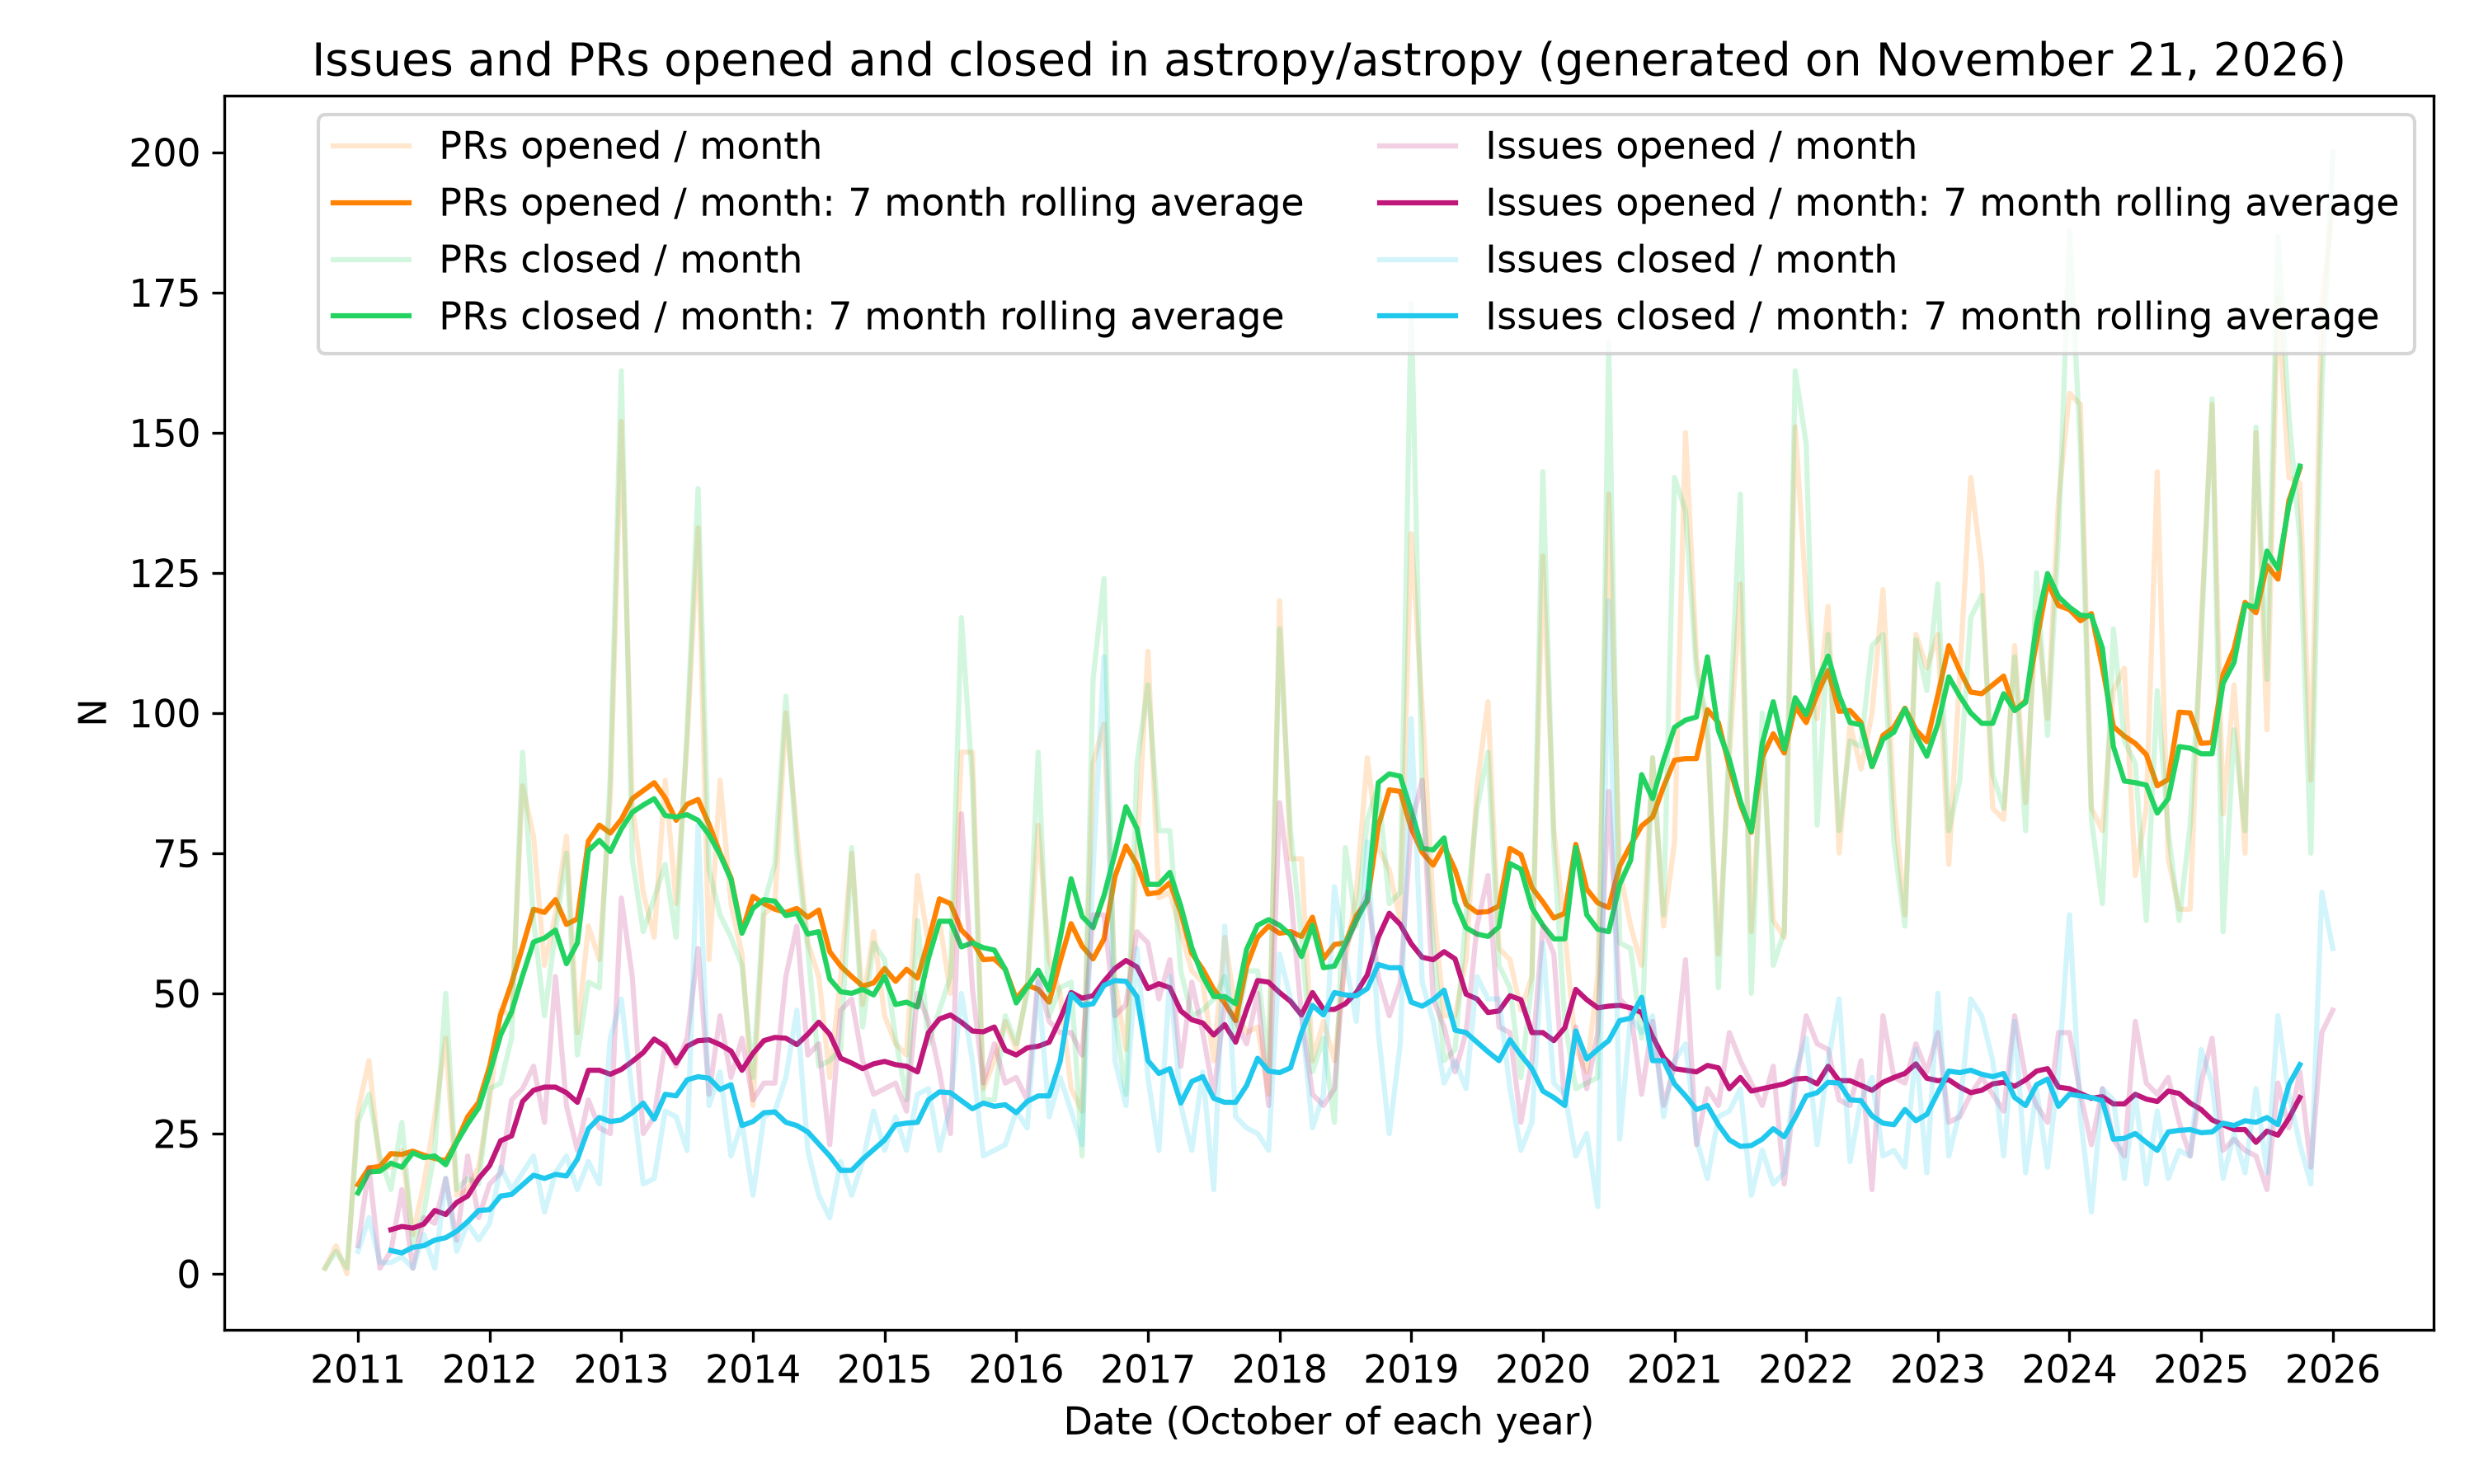 Issues and PRs opened and closed in astropy/astropy (generated on November 21, 2026)
PRs opened / month
PRs opened / month: 7 month rolling average
PRs closed / month
PRs closed / month: 7 month rolling average
Issues opened / month
Issues opened / month: 7 month rolling average
Issues closed / month
Issues closed / month: 7 month rolling average
200
175
150
125
100
75
50
25
0
N
2011 2012 2013 2014 2015 2016 2017 2018 2019 2020 2021 2022 2023 2024 2025 2026
Date (October of each year)